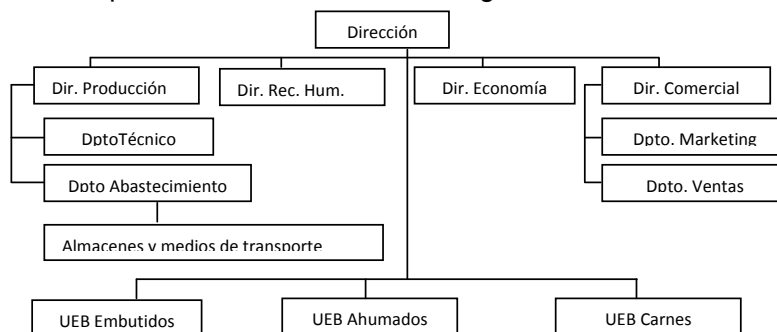 Dirección
Dir. Producción
Dir. Rec. Hum.
Dir. Economía
Dir. Comercial
DptoTécnico
Dpto. Marketing
Dpto Abastecimiento
Dpto. Ventas
Almacenes y medios de transporte
UEB Embutidos
UEB Ahumados
UEB Carnes